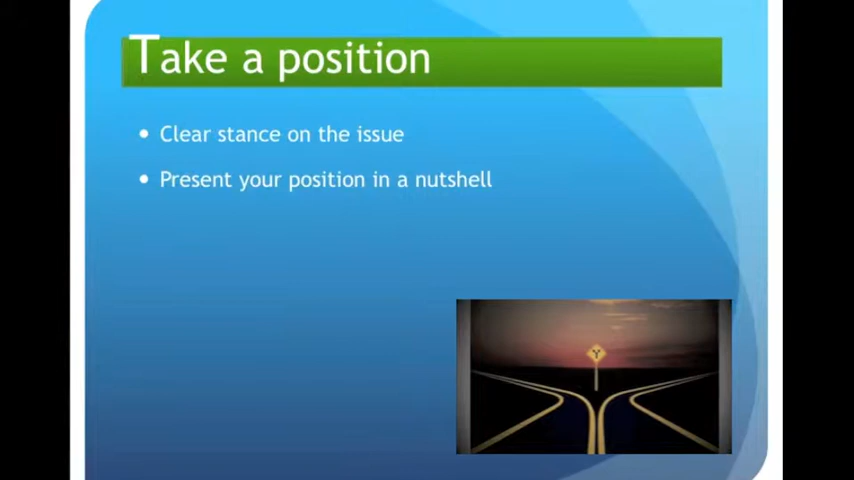 Take a position
• Clear stance on the issue
• Present your position in a nutshell